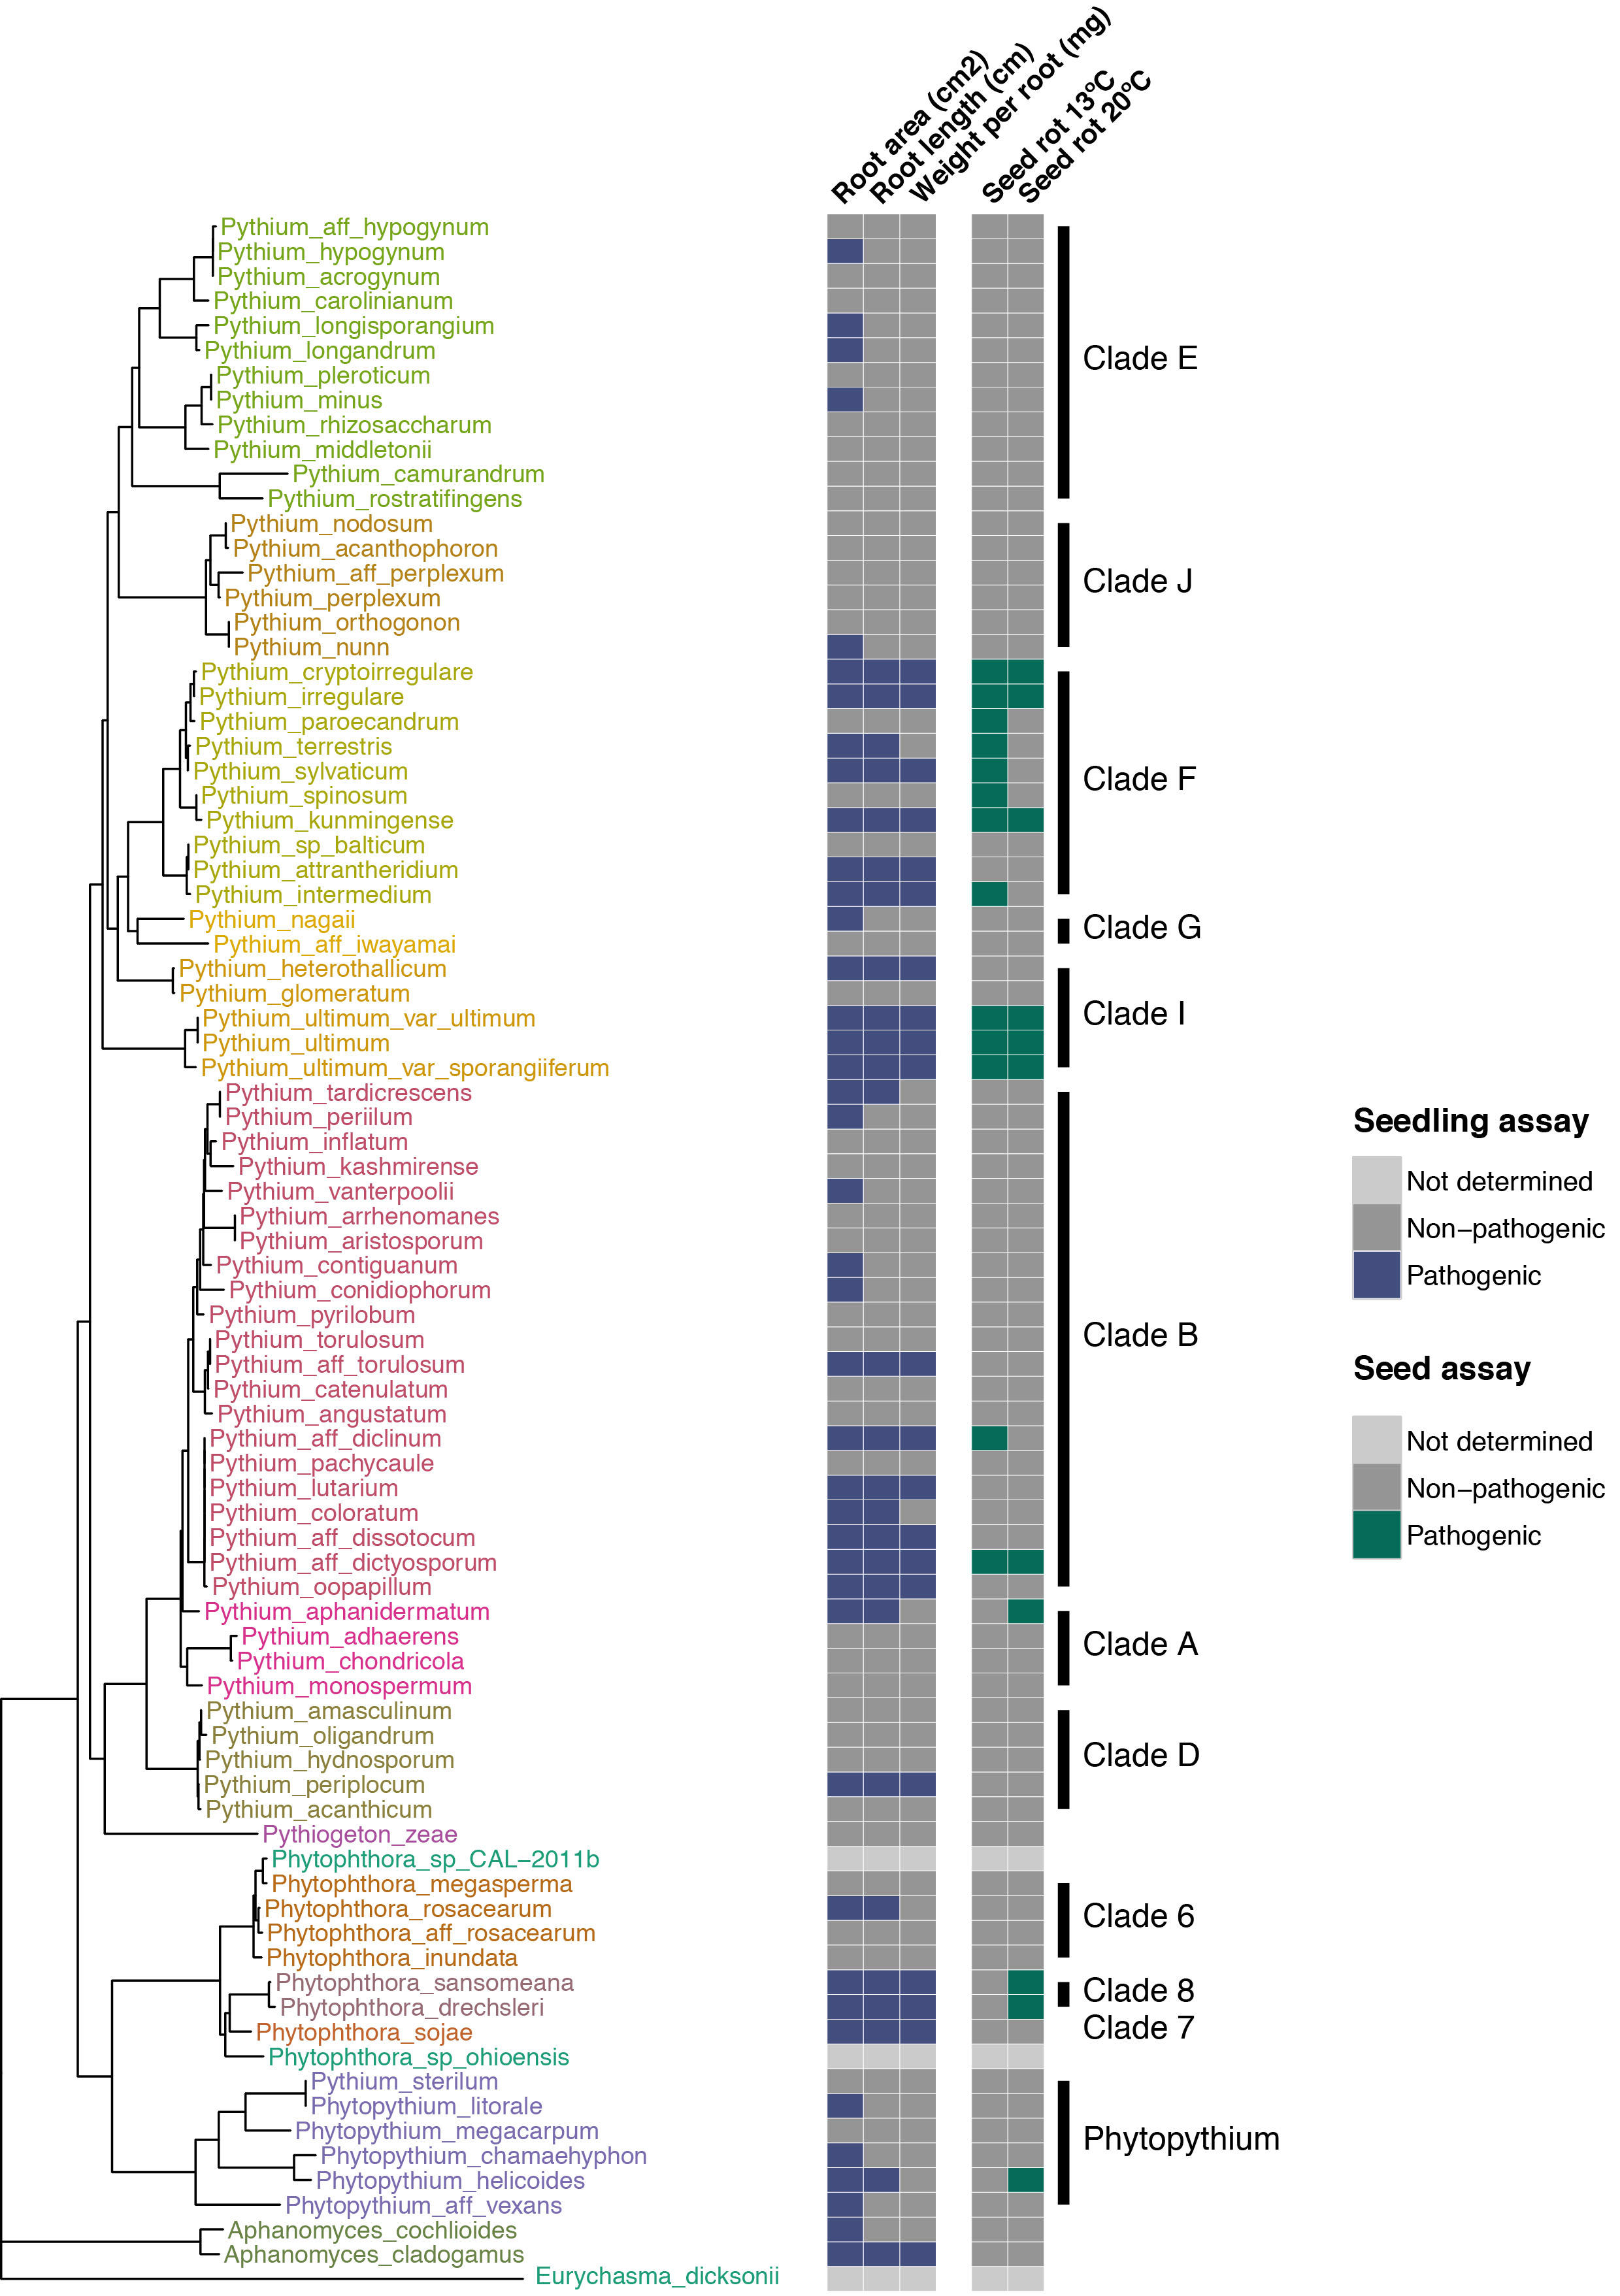 Root area (cm2)
Root length (cm)
Weight per root (mg)
Seed rot 13ºC
Seed rot 20ºC
Pythium_aff_hypogynum
Pythium_hypogynum
Pythium_acrogynum
Pythium_carolinianum
Pythium_longisporangium
Pythium_longandrum
Clade E
Pythium_pleroticum
Pythium_minus
Pythium_rhizosaccharum
Pythium_middletonii
Pythium_camurandrum
Pythium_rostratifingens
Pythium_nodosum
Pythium_acanthophoron
Pythium_aff_perplexum
Clade J
Pythium_perplexum
Pythium_orthogonon
Pythium_nunn
Pythium_cryptoirregulare
Pythium_irregulare
Pythium_paroecandrum
Pythium_terrestris
Pythium_sylvaticum
Clade F
Pythium_spinosum
Pythium_kunmingense
Pythium_sp_balticum
Pythium_attrantheridium
Pythium_intermedium
Pythium_nagaii
Clade G
Pythium_aff_iwayamai
Pythium_heterothallicum
Pythium_glomeratum
Clade I
Pythium_ultimum_var_ultimum
Pythium_ultimum
Pythium_ultimum_var_sporangiiferum
Pythium_tardicrescens
Pythium_periilum
Pythium_inflatum
Pythium_kashmirense
Pythium_vanterpoolii
Pythium_arrhenomanes
Pythium_aristosporum
Pythium_contiguanum
Pythium_conidiophorum
Pythium_pyrilobum
Clade B
Pythium_torulosum
Pythium_aff_torulosum
Pythium_catenulatum
Pythium_angustatum
Pythium_aff_diclinum
Pythium_pachycaule
Pythium_lutarium
Pythium_coloratum
Pythium_aff_dissotocum
Pythium_aff_dictyosporum
Pythium_oopapillum
Pythium_aphanidermatum
Pythium_adhaerens
Clade A
Pythium_chondricola
Pythium_monospermum
Pythium_amasculinum
Pythium_oligandrum
Clade D
Pythium_hydnosporum
Pythium_periplocum
Pythium_acanthicum
Pythiogeton_zeae
Phytophthora_sp_CAL−2011b
Phytophthora_megasperma
Phytophthora_rosacearum
Clade 6
Phytophthora_aff_rosacearum
Phytophthora_inundata
Phytophthora_sansomeana
Clade 8
Phytophthora_drechsleri
Clade 7
Phytophthora_sojae
Phytophthora_sp_ohioensis
Pythium_sterilum
Phytopythium_litorale
Phytopythium_megacarpum
Phytopythium
Phytopythium_chamaehyphon
Phytopythium_helicoides
Phytopythium_aff_vexans
Aphanomyces_cochlioides
Aphanomyces_cladogamus
Eurychasma_dicksonii
Seedling assay
Not determined
Non−pathogenic
Pathogenic
Seed assay
Not determined
Non−pathogenic
Pathogenic